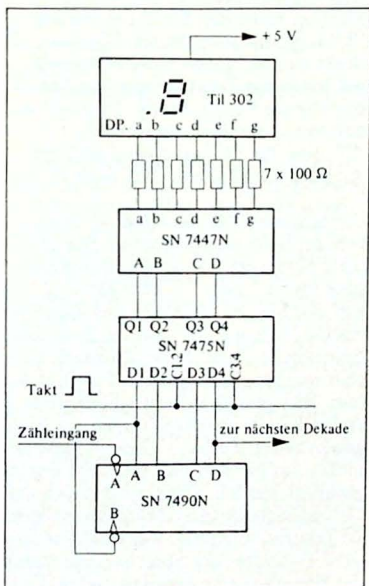 + 5 V
8 Til 302
DP. a b c d e f g
7 x 100 Ω
a b c d e f g
SN 7447N
A B C D
Q1 Q2 Q3 Q4
SN 7475N
D1 D2 C1,2 D3 D4 C3,4
Takt
Zähleingang
zur nächsten Dekade
A A B C D
B SN 7490N